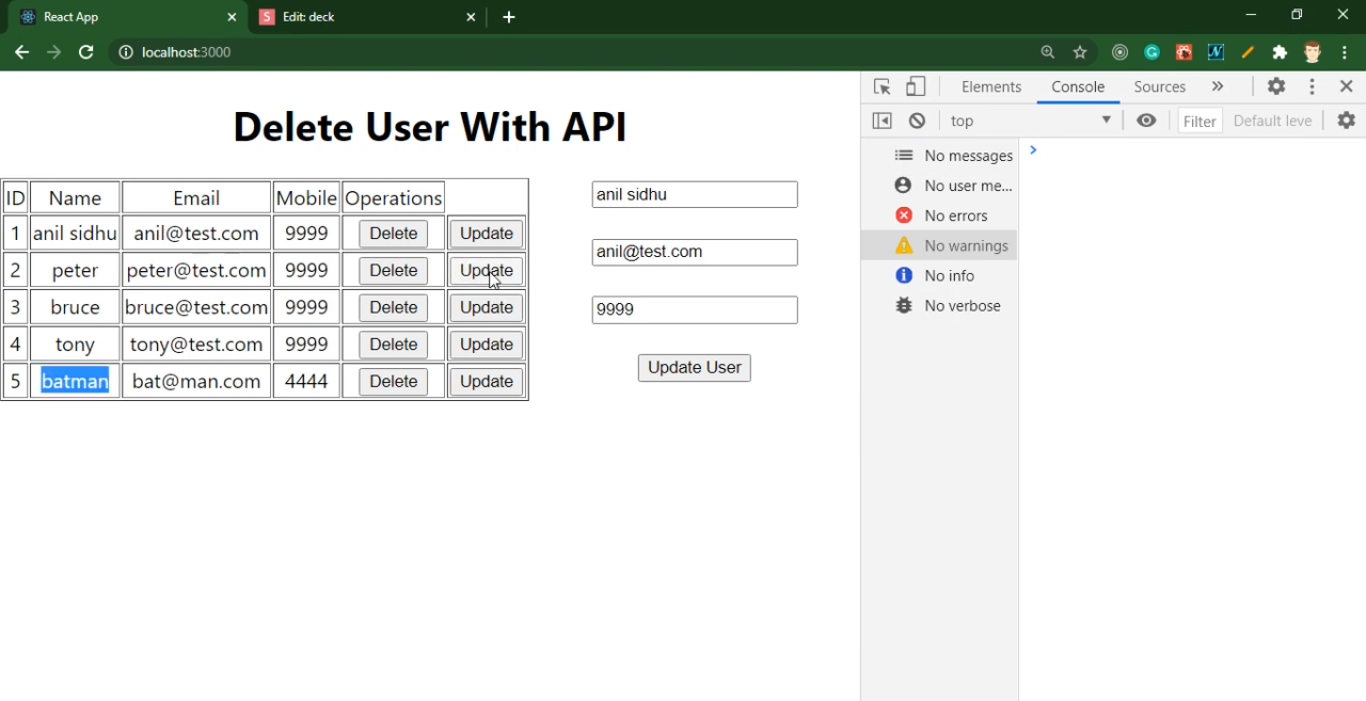 React App
Edit: deck
localhost:3000
Delete User With API
ID Name Email Mobile Operations
1 anil sidhu anil@test.com 9999 Delete Update
2 peter peter@test.com 9999 Delete Update
3 bruce bruce@test.com 9999 Delete Update
4 tony tony@test.com 9999 Delete Update
5 batman bat@man.com 4444 Delete Update
anil sidhu
anil@test.com
9999
Update User
Elements Console Sources »
top Filter Default leve
No messages
No user me...
No errors
No warnings
No info
No verbose